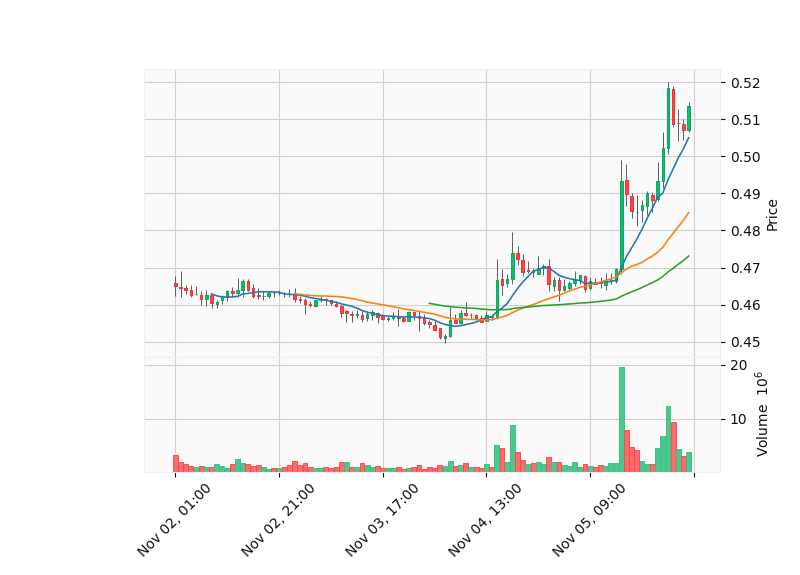 0.52
0.51
0.50
0.49
0.48
0.47
0.46
0.45
Price
20
10
Volume 10⁶
Nov 02, 01:00
Nov 02, 21:00
Nov 03, 17:00
Nov 04, 13:00
Nov 05, 09:00